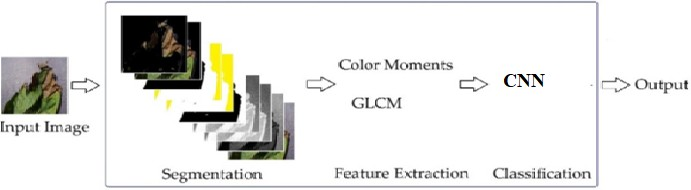 Input Image
Segmentation
Color Moments
GLCM
Feature Extraction
CNN
Classification
Output